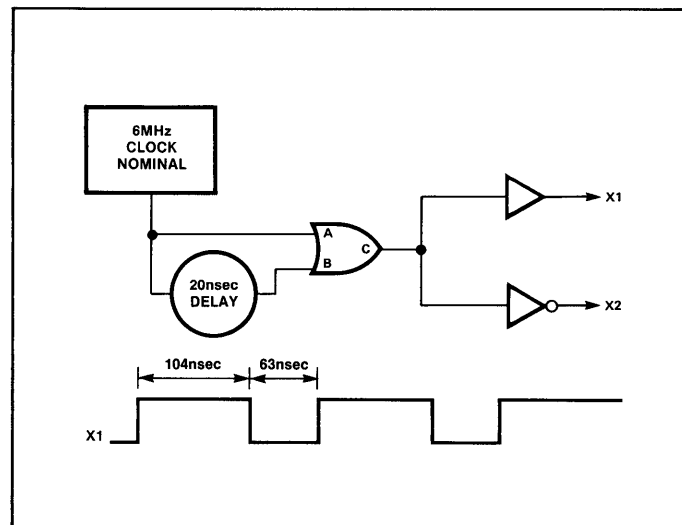 6MHz
CLOCK
NOMINAL
A
B
C
X1
20nsec
DELAY
X2
104nsec
63nsec
X1